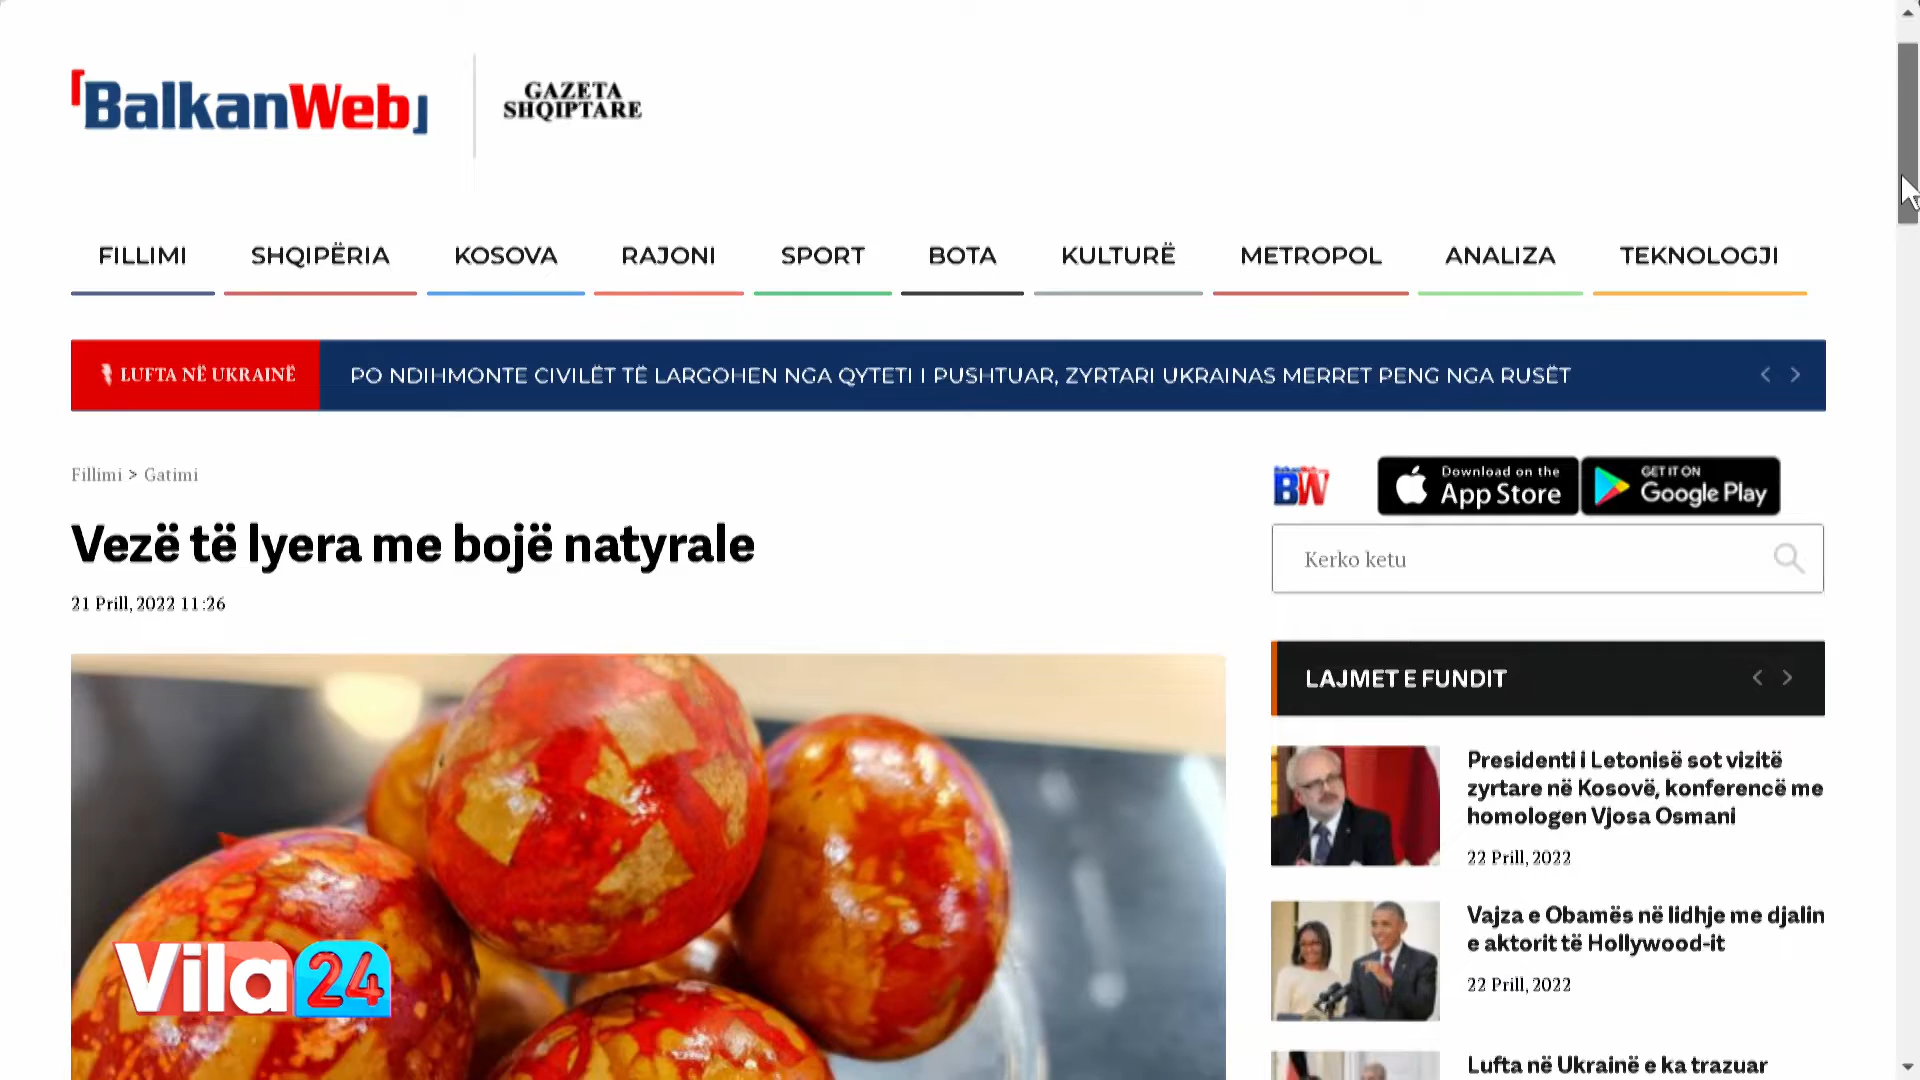 BalkanWeb
GAZETA
SHQIPTARE
FILLIMI SHQIPËRIA KOSOVA RAJONI SPORT BOTA KULTURË METROPOL ANALIZA TEKNOLOGJI
LUFTA NË UKRAINË
PO NDIHMONTE CIVILËT TË LARGOHEN NGA QYTETI I PUSHTUAR, ZYRTARI UKRAINAS MERRET PENG NGA RUSËT
Fillimi > Gatimi
Vezë të lyera me bojë natyrale
21 Prill, 2022 11:26
Vila 24
BalkanWeb
BW
Download on the
App Store
GET IT ON
Google Play
Kerko ketu
LAJMET E FUNDIT
Presidenti i Letonisë sot vizitë
zyrtare në Kosovë, konferencë me
homologen Vjosa Osmani
22 Prill, 2022
Vajza e Obamës në lidhje me djalin
e aktorit të Hollywood-it
22 Prill, 2022
Lufta në Ukrainë e ka trazuar